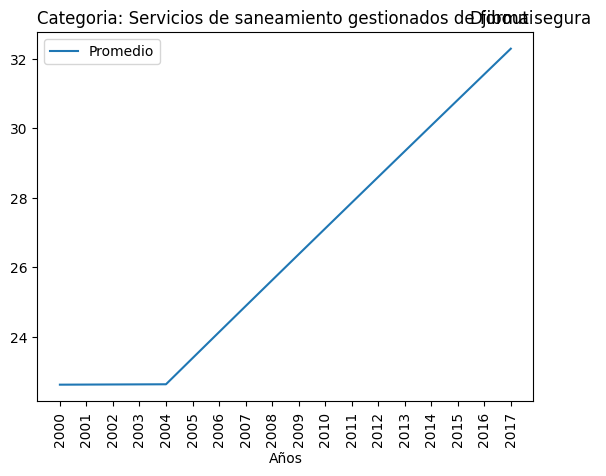 Categoria: Servicios de saneamiento gestionados de forma segura
Djibouti
Promedio
32
30
28
26
24
2000 2001 2002 2003 2004 2005 2006 2007 2008 2009 2010 2011 2012 2013 2014 2015 2016 2017
Años